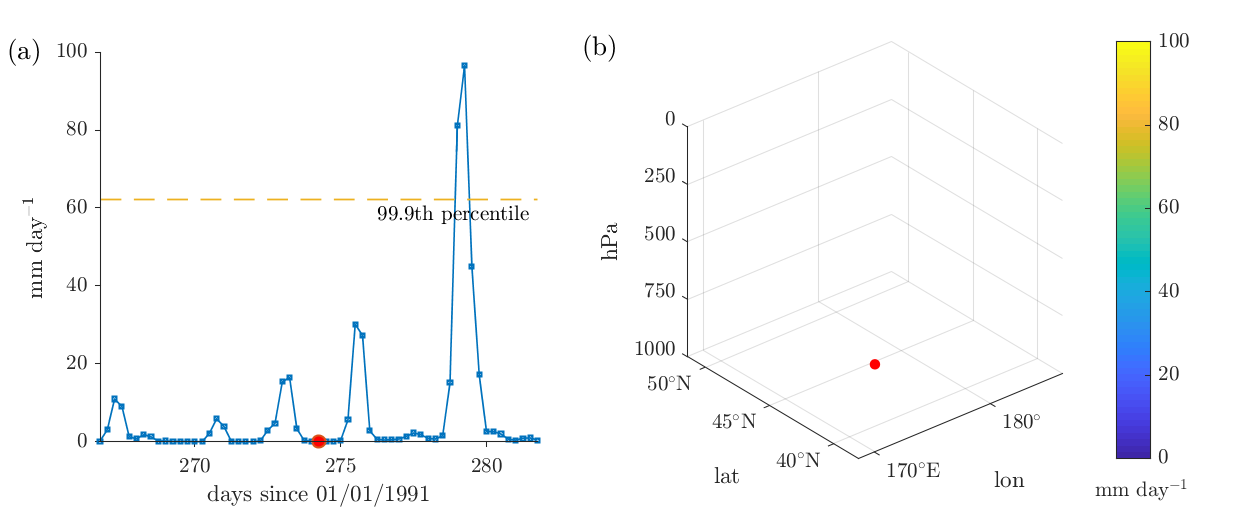 (a)
100
80
60
40
20
0
mm day⁻¹
99.9th percentile
270 275 280
days since 01/01/1991
(b)
0
250
500
750
1000
hPa
50°N
45°N
40°N
lat
170°E
180°
lon
100
80
60
40
20
0
mm day⁻¹